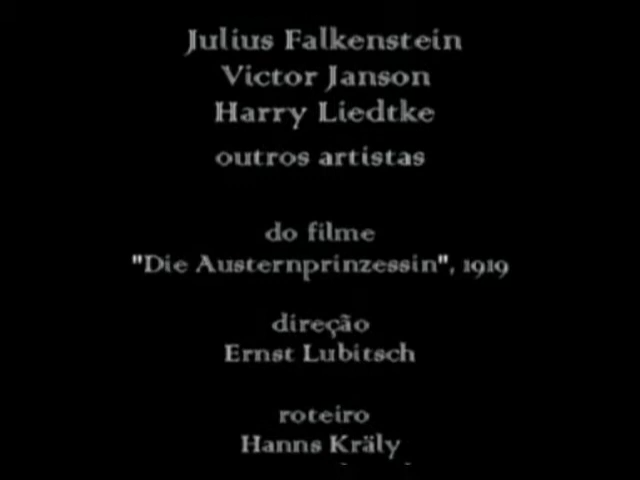 Julius Falkenstein
Victor Janson
Harry Liedtke
outros artistas
do filme
"Die Austernprinzessin", 1919
direção
Ernst Lubitsch
roteiro
Hanns Kräly